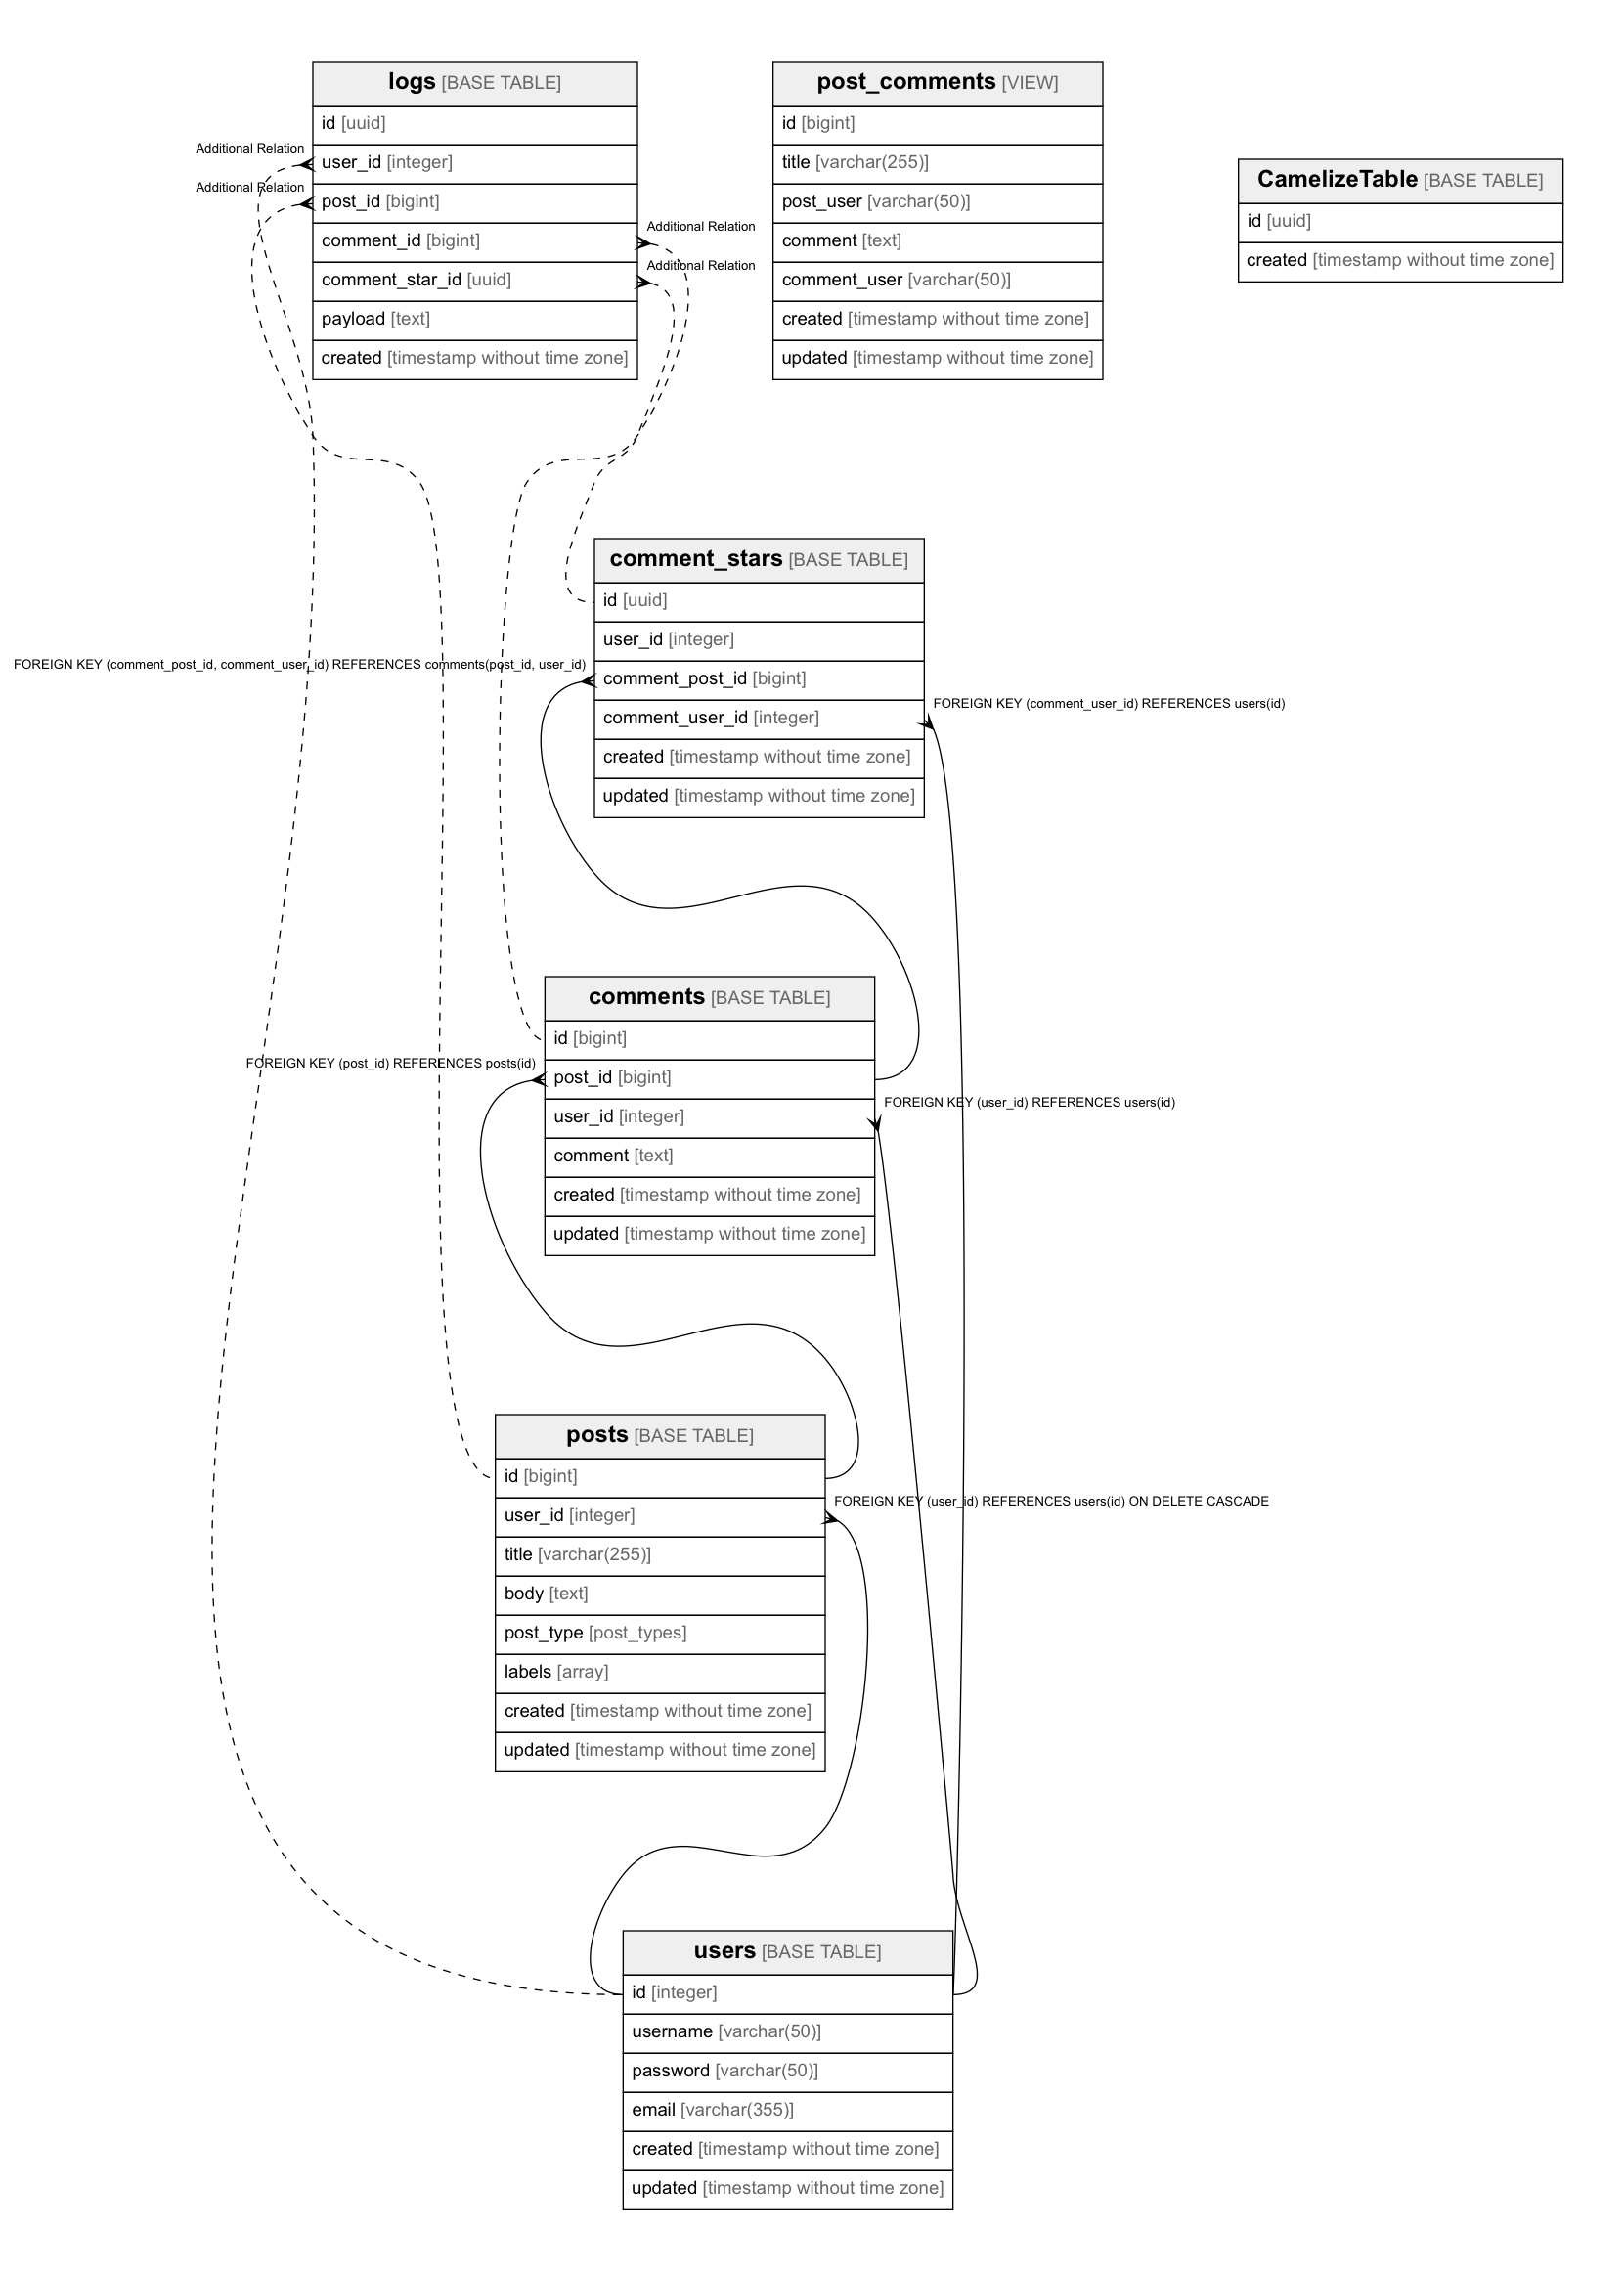 logs [BASE TABLE]
id [uuid]
Additional Relation
user_id [integer]
Additional Relation
post_id [bigint]
Additional Relation
comment_id [bigint]
Additional Relation
comment_star_id [uuid]
payload [text]
created [timestamp without time zone]
post_comments [VIEW]
id [bigint]
title [varchar(255)]
post_user [varchar(50)]
comment [text]
comment_user [varchar(50)]
created [timestamp without time zone]
updated [timestamp without time zone]
CamelizeTable [BASE TABLE]
id [uuid]
created [timestamp without time zone]
comment_stars [BASE TABLE]
id [uuid]
user_id [integer]
FOREIGN KEY (comment_post_id, comment_user_id) REFERENCES comments(post_id, user_id)
comment_post_id [bigint]
FOREIGN KEY (comment_user_id) REFERENCES users(id)
comment_user_id [integer]
created [timestamp without time zone]
updated [timestamp without time zone]
comments [BASE TABLE]
id [bigint]
FOREIGN KEY (post_id) REFERENCES posts(id)
post_id [bigint]
FOREIGN KEY (user_id) REFERENCES users(id)
user_id [integer]
comment [text]
created [timestamp without time zone]
updated [timestamp without time zone]
posts [BASE TABLE]
id [bigint]
FOREIGN KEY (user_id) REFERENCES users(id) ON DELETE CASCADE
user_id [integer]
title [varchar(255)]
body [text]
post_type [post_types]
labels [array]
created [timestamp without time zone]
updated [timestamp without time zone]
users [BASE TABLE]
id [integer]
username [varchar(50)]
password [varchar(50)]
email [varchar(355)]
created [timestamp without time zone]
updated [timestamp without time zone]